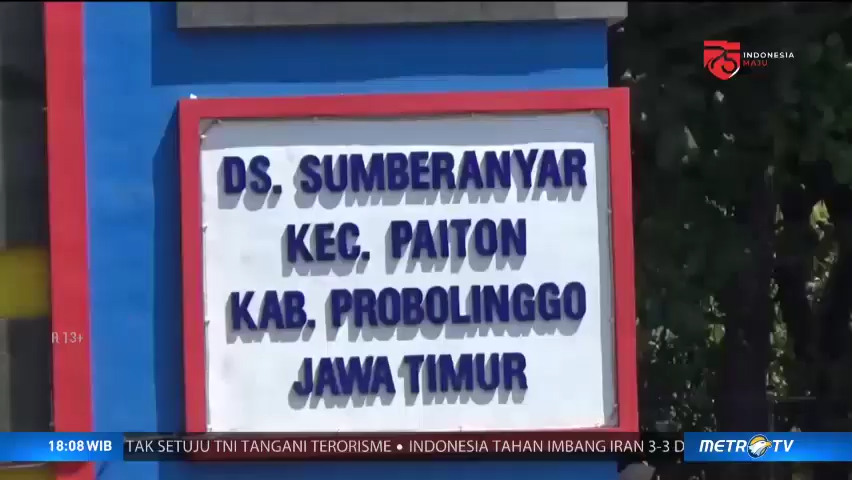 75 INDONESIA
MAJU
DS. SUMBERANYAR
KEC. PAITON
KAB. PROBOLINGGO
JAWA TIMUR
R 13+
18:08 WIB TAK SETUJU TNI TANGANI TERORISME • INDONESIA TAHAN IMBANG IRAN 3-3 D METRO TV